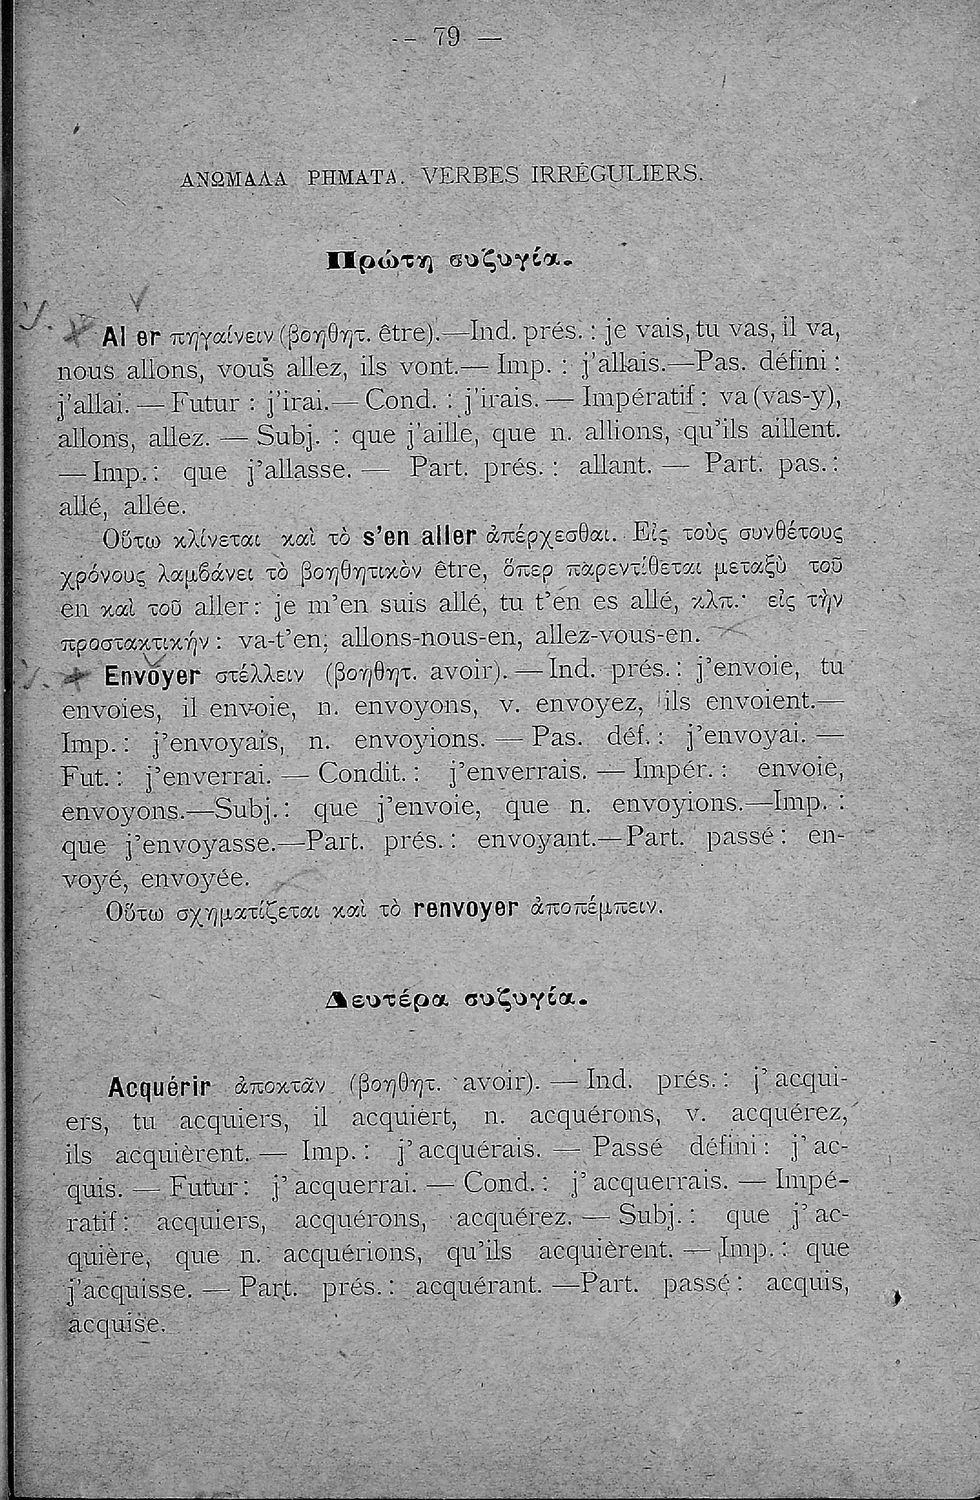 -- 79 —
ΑΝΩΜΑΛΑ ΡΗΜΑΤΑ. VERBES IRRÉGULIERS.
Πρώτη συζυγία.
Al er πηγαίνειν (βοηθητ. être).—Ind. prés. : je vais, tu vas, il va,
nous allons, vous allez, ils vont.— Imp. : j'allais.—Pas. défini :
j'allai. — Futur : j'irai.— Cond. : j'irais. — Impératif : va (vas-y),
allons, allez. — Subj. : que j'aille, que n. allions, qu'ils aillent.
— Imp. : que j'allasse. — Part. prés. : allant. — Part. pas. :
allé, allée.
Οὕτω κλίνεται καὶ τὸ s'en aller ἀπέρχεσθαι. Εἰς τοὺς συνθέτους
χρόνους λαμβάνει τὸ βοηθητικὸν être, ὅπερ παρεντίθεται μεταξὺ τοῦ
en καὶ τοῦ aller : je m'en suis allé, tu t'en es allé, κλπ.· εἰς τὴν
προστακτικήν : va-t'en, allons-nous-en, allez-vous-en.
Envoyer στέλλειν (βοηθητ. avoir). — Ind. prés. : j'envoie, tu
envoies, il envoie, n. envoyons, v. envoyez, ils envoient.—
Imp. : j'envoyais, n. envoyions. — Pas. déf. : j'envoyai. —
Fut. : j'enverrai. — Condit. : j'enverrais. — Impér. : envoie,
envoyons.—Subj. : que j'envoie, que n. envoyions.—Imp. :
que j'envoyasse.—Part. prés. : envoyant.—Part. passé : en-
voyé, envoyée.
Οὕτω σχηματίζεται καὶ τὸ renvoyer ἀποπέμπειν.
Δευτέρα συζυγία.
Acquérir ἀποκτᾶν (βοηθητ. avoir). — Ind. prés. : j' acqui-
ers, tu acquiers, il acquiert, n. acquérons, v. acquérez,
ils acquièrent. — Imp. : j' acquérais. — Passé défini : j' ac-
quis. — Futur : j' acquerrai. — Cond. : j' acquerrais. — Impé-
ratif : acquiers, acquérons, acquérez. — Subj. : que j' ac-
quière, que n. acquérions, qu'ils acquièrent. — Imp. : que
j'acquisse. — Part. prés. : acquérant. —Part. passé : acquis,
acquise.